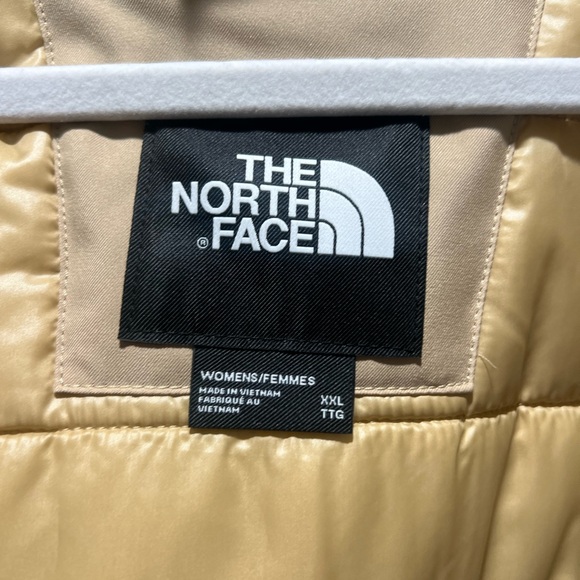 THE
NORTH
® FACE
WOMENS/FEMMES
MADE IN VIETNAM
FABRIQUÉ AU
VIETNAM
XXL
TTG